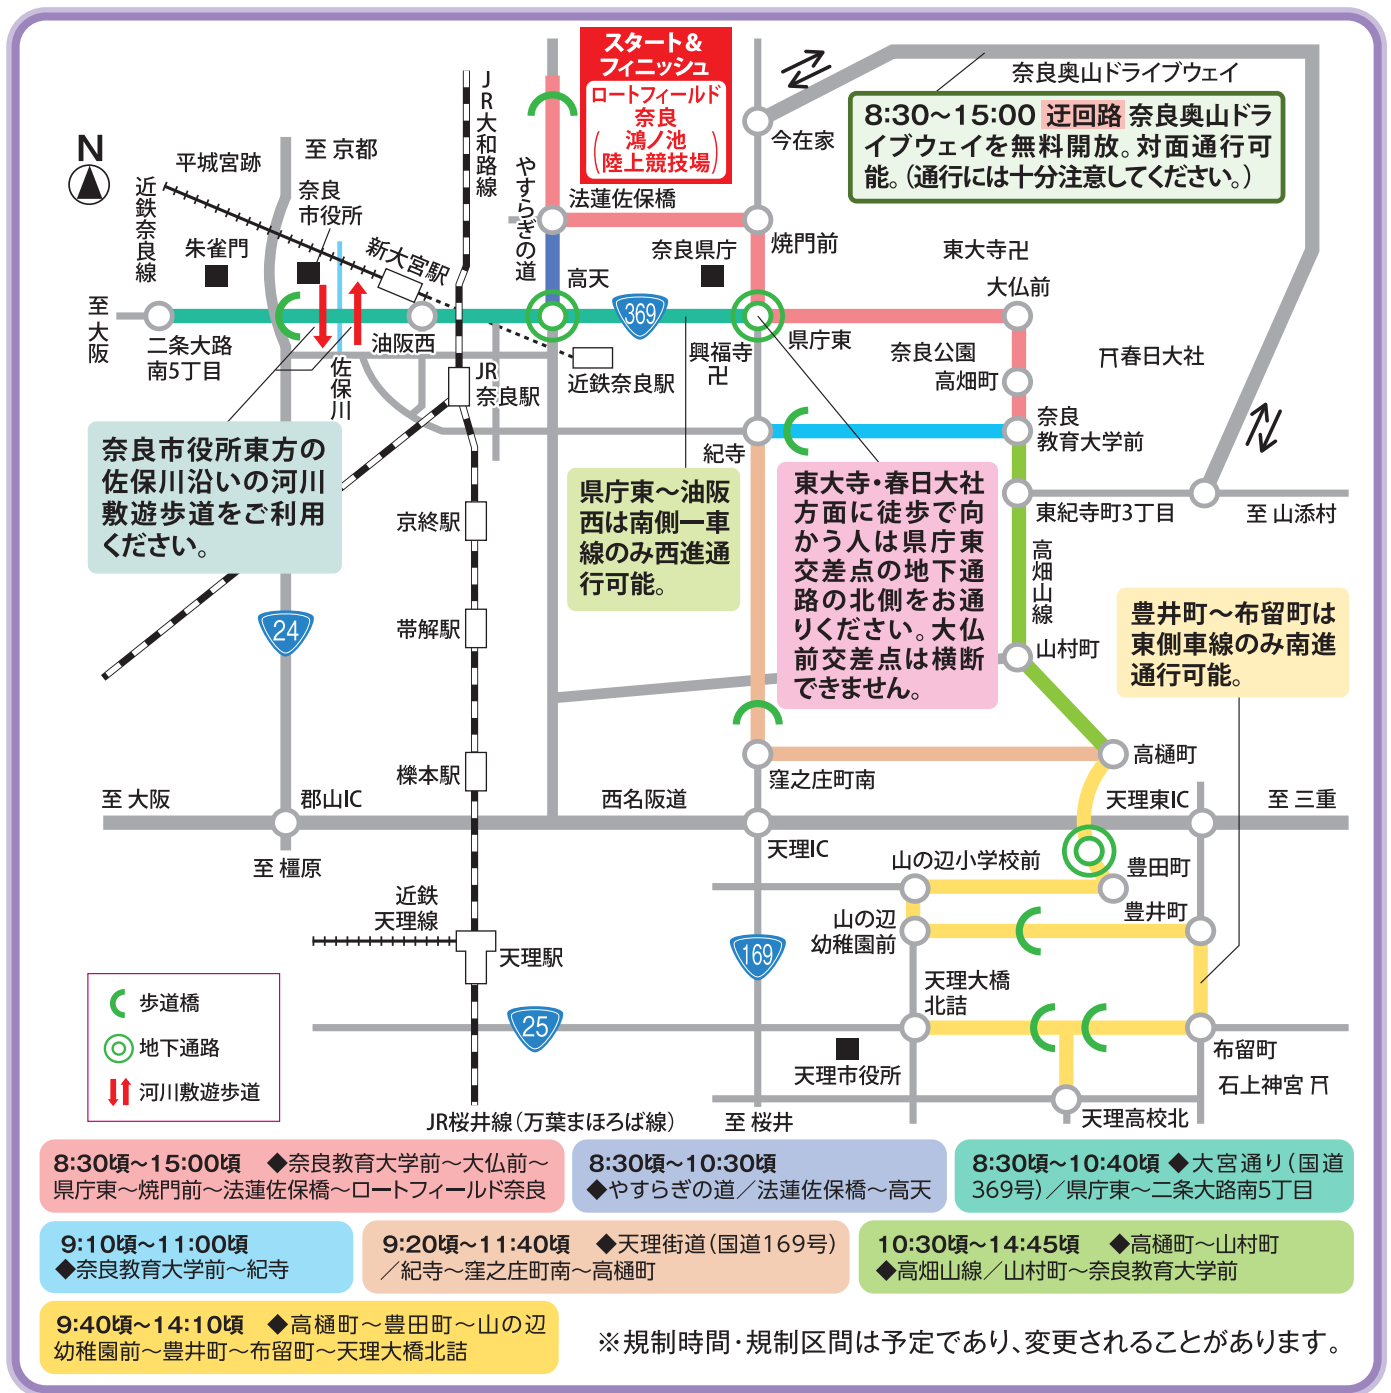 スタート&
フィニッシュ
ロートフィールド
奈良
(鴻ノ池
陸上競技場)
奈良奥山ドライブウェイ
8:30〜15:00 迂回路 奈良奥山ドラ
イブウェイを無料開放。対面通行可
能。(通行には十分注意してください。)
今在家
N
平城宮跡
至 京都
JR大和路線
やすらぎの道
近鉄奈良線
奈良
市役所
朱雀門
新大宮駅
法蓮佐保橋
焼門前
奈良県庁
東大寺卍
高天
369
大仏前
至 大阪
二条大路
南5丁目
油阪西
佐保川
JR
奈良駅
近鉄奈良駅
興福寺
卍
県庁東
奈良公園
高畑町
春日大社
奈良
教育大学前
紀寺
奈良市役所東方の
佐保川沿いの河川
敷遊歩道をご利用
ください。
県庁東〜油阪
西は南側一車
線のみ西進通
行可能。
東大寺・春日大社
方面に徒歩で向
かう人は県庁東
交差点の地下通
路の北側をお通
りください。大仏
前交差点は横断
できません。
東紀寺町3丁目
至 山添村
高畑山線
京終駅
24
帯解駅
山村町
豊井町〜布留町は
東側車線のみ南進
通行可能。
高樋町
櫟本駅
窪之庄町南
至 大阪
郡山IC
西名阪道
天理東IC
至 三重
天理IC
至 橿原
山の辺小学校前
豊田町
近鉄
天理線
山の辺
幼稚園前
豊井町
天理駅
169
天理大橋
北詰
25
布留町
天理市役所
石上神宮
天理高校北
JR桜井線(万葉まほろば線)
至 桜井
歩道橋
地下通路
河川敷遊歩道
8:30頃〜15:00頃 ◆奈良教育大学前〜大仏前〜
県庁東〜焼門前〜法蓮佐保橋〜ロートフィールド奈良
8:30頃〜10:30頃
◆やすらぎの道／法蓮佐保橋〜高天
8:30頃〜10:40頃 ◆大宮通り(国道
369号)／県庁東〜二条大路南5丁目
9:10頃〜11:00頃
◆奈良教育大学前〜紀寺
9:20頃〜11:40頃 ◆天理街道(国道169号)
／紀寺〜窪之庄町南〜高樋町
10:30頃〜14:45頃 ◆高樋町〜山村町
◆高畑山線／山村町〜奈良教育大学前
9:40頃〜14:10頃 ◆高樋町〜豊田町〜山の辺
幼稚園前〜豊井町〜布留町〜天理大橋北詰
※規制時間・規制区間は予定であり、変更されることがあります。